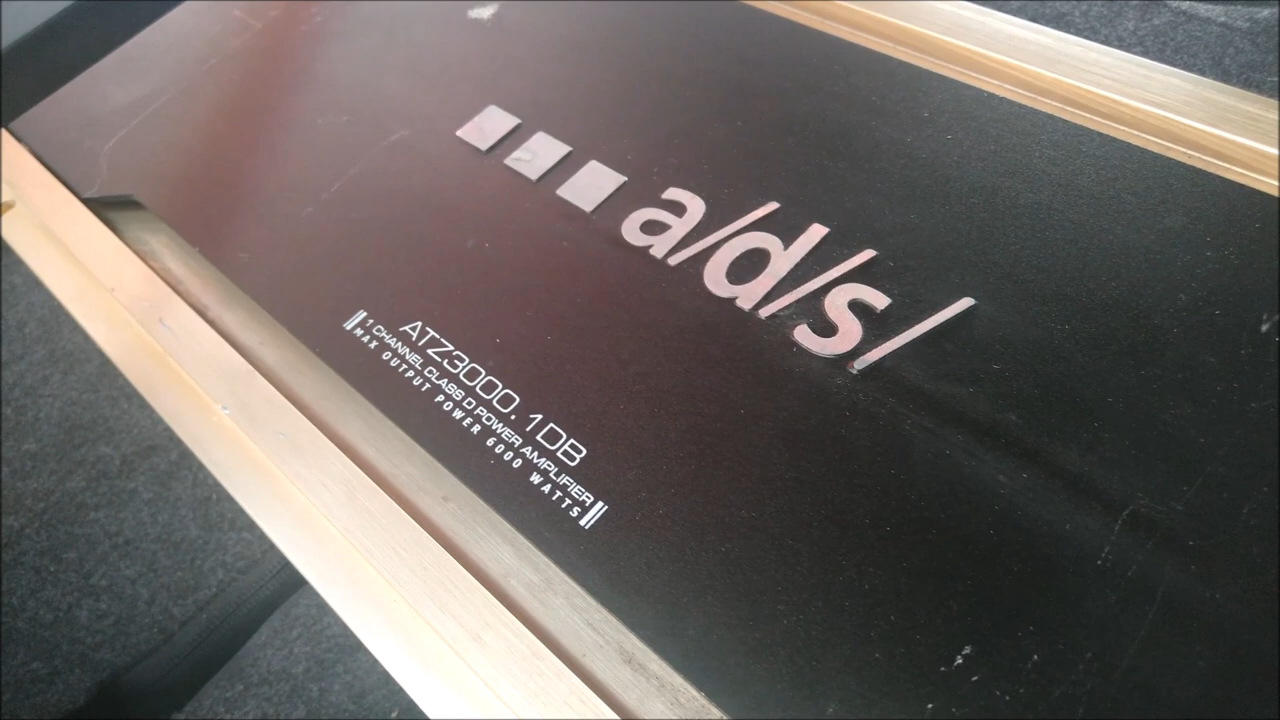 a/d/s/
ATZ3000.1DB
1 CHANNEL CLASS D POWER AMPLIFIER
MAX OUTPUT POWER 6000 WATTS